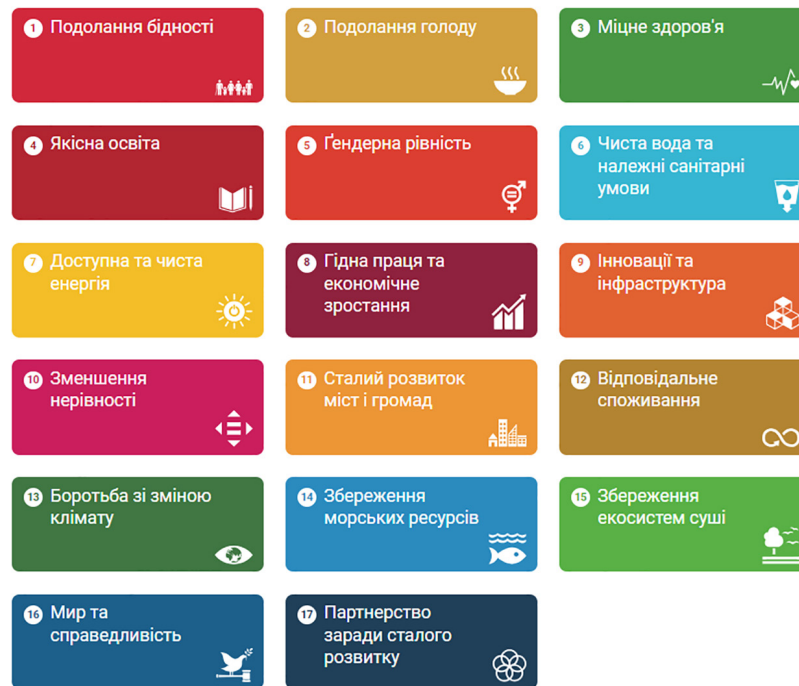 1 Подолання бідності
2 Подолання голоду
3 Міцне здоров'я
4 Якісна освіта
5 Ґендерна рівність
6 Чиста вода та
належні санітарні
умови
7 Доступна та чиста
енергія
8 Гідна праця та
економічне
зростання
9 Інновації та
інфраструктура
10 Зменшення
нерівності
11 Сталий розвиток
міст і громад
12 Відповідальне
споживання
13 Боротьба зі зміною
клімату
14 Збереження
морських ресурсів
15 Збереження
екосистем суші
16 Мир та
справедливість
17 Партнерство
заради сталого
розвитку